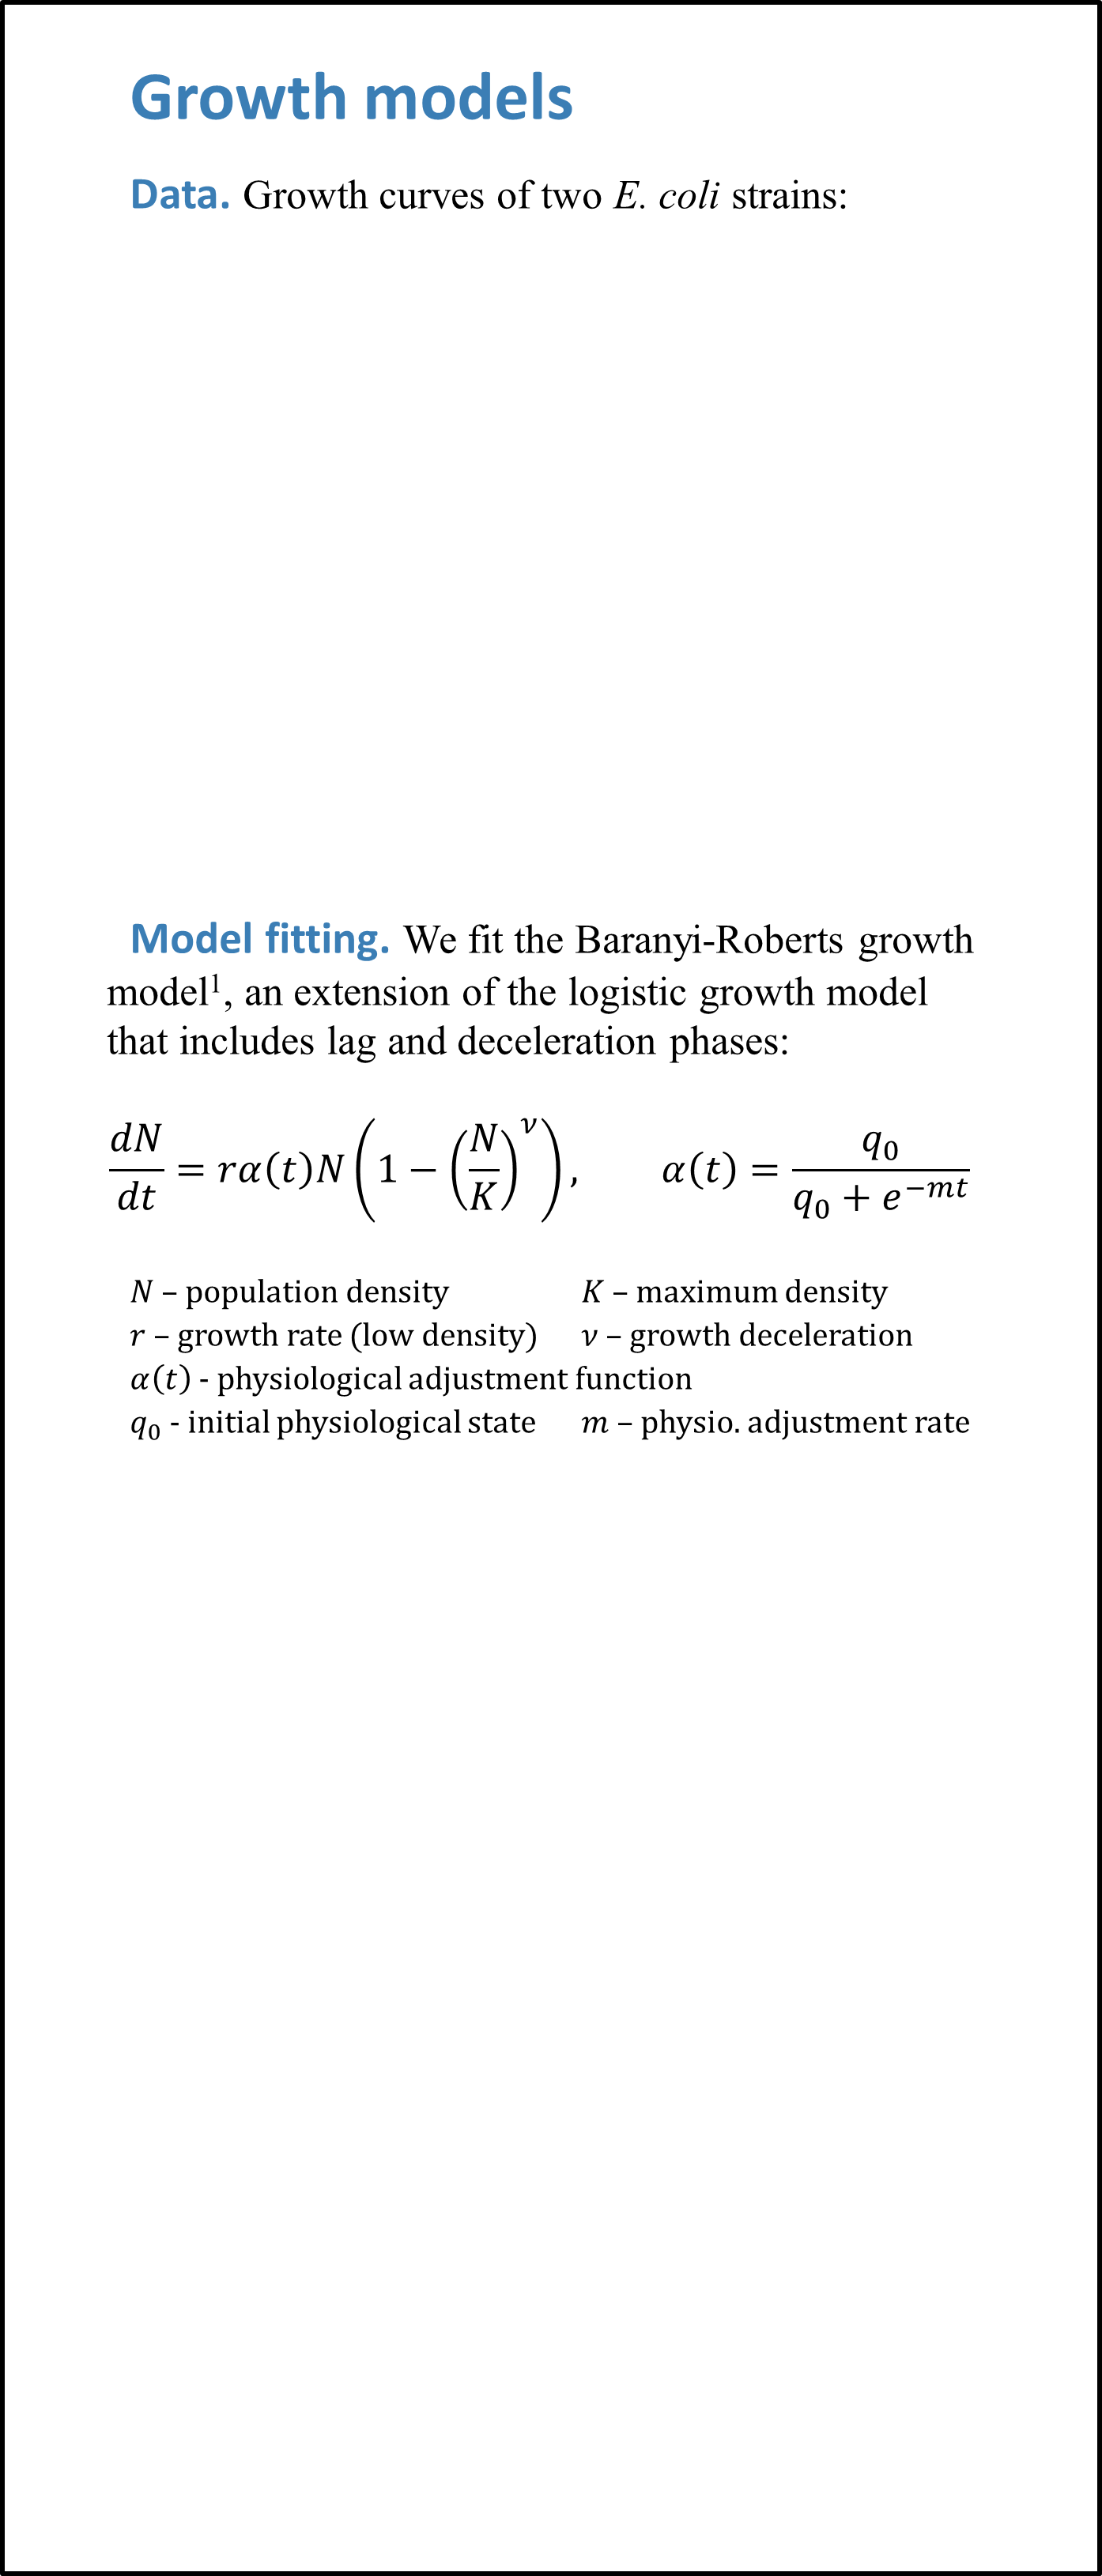 Growth models
Data. Growth curves of two E. coli strains:
Model fitting. We fit the Baranyi-Roberts growth
model¹, an extension of the logistic growth model
that includes lag and deceleration phases:
dN/dt = rα(t)N(1 − (N/K)^ν), α(t) = q₀/(q₀ + e^(−mt))
N – population density K – maximum density
r – growth rate (low density) ν – growth deceleration
α(t) - physiological adjustment function
q₀ - initial physiological state m – physio. adjustment rate